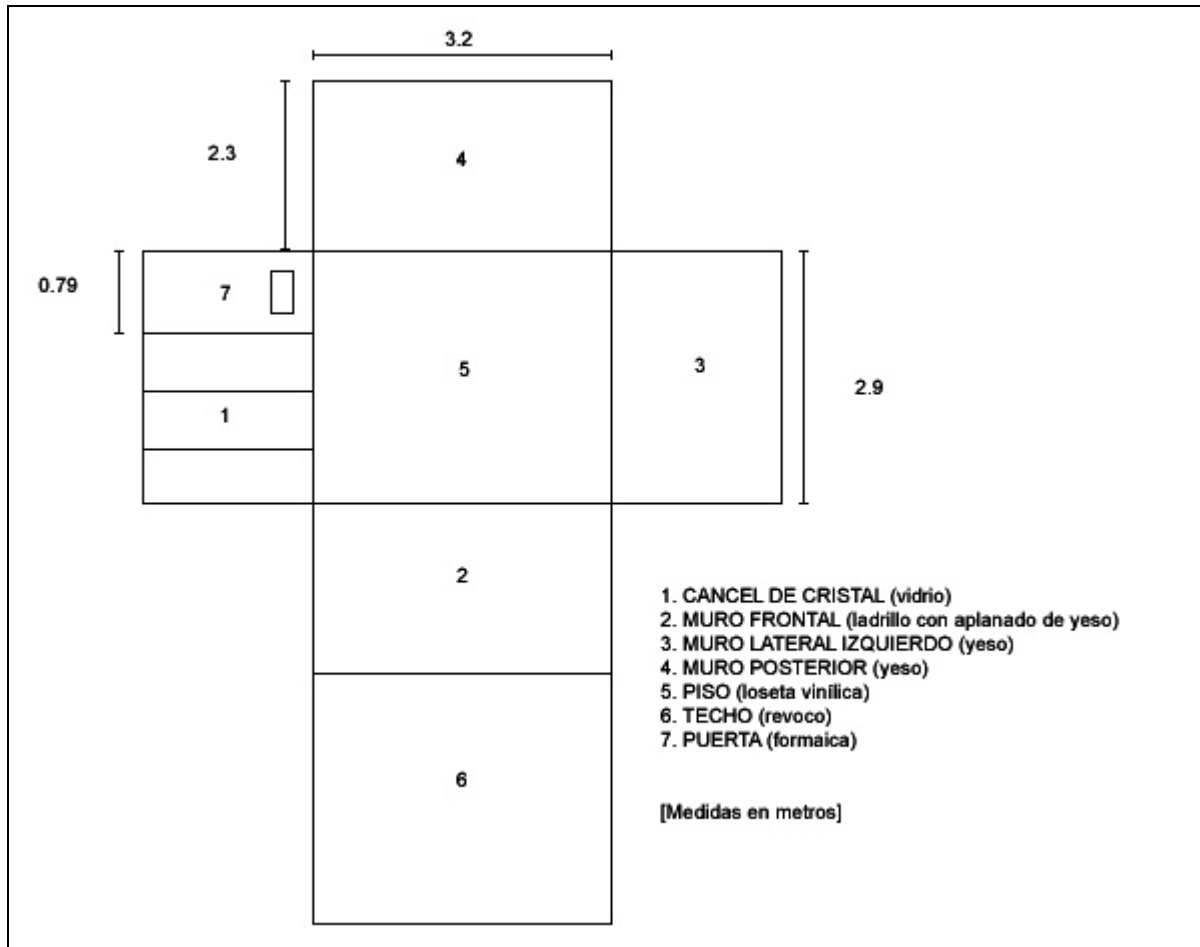 3.2
2.3
4
0.79
7
5
3
2.9
1
2
1. CANCEL DE CRISTAL (vidrio)
2. MURO FRONTAL (ladrillo con aplanado de yeso)
3. MURO LATERAL IZQUIERDO (yeso)
4. MURO POSTERIOR (yeso)
5. PISO (loseta vinílica)
6. TECHO (revoco)
7. PUERTA (formaica)
6
[Medidas en metros]